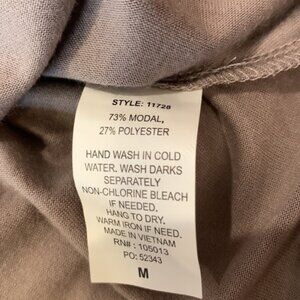 STYLE: 11728
73% MODAL,
27% POLYESTER
HAND WASH IN COLD
WATER. WASH DARKS
SEPARATELY
NON-CHLORINE BLEACH
IF NEEDED.
HANG TO DRY.
WARM IRON IF NEED.
MADE IN VIETNAM
RN# : 105013
PO: 52343
M